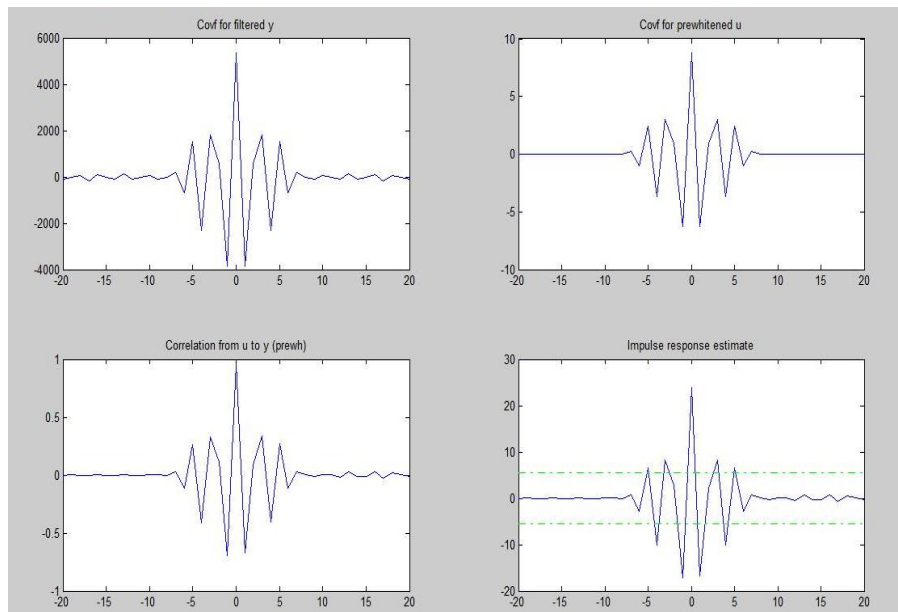 Covf for filtered y
6000
4000
2000
0
-2000
-4000
-20 -15 -10 -5 0 5 10 15 20
Covf for prewhitened u
10
5
0
-5
-10
-20 -15 -10 -5 0 5 10 15 20
Correlation from u to y (prewh)
1
0.5
0
-0.5
-1
-20 -15 -10 -5 0 5 10 15 20
Impulse response estimate
30
20
10
0
-10
-20
-20 -15 -10 -5 0 5 10 15 20